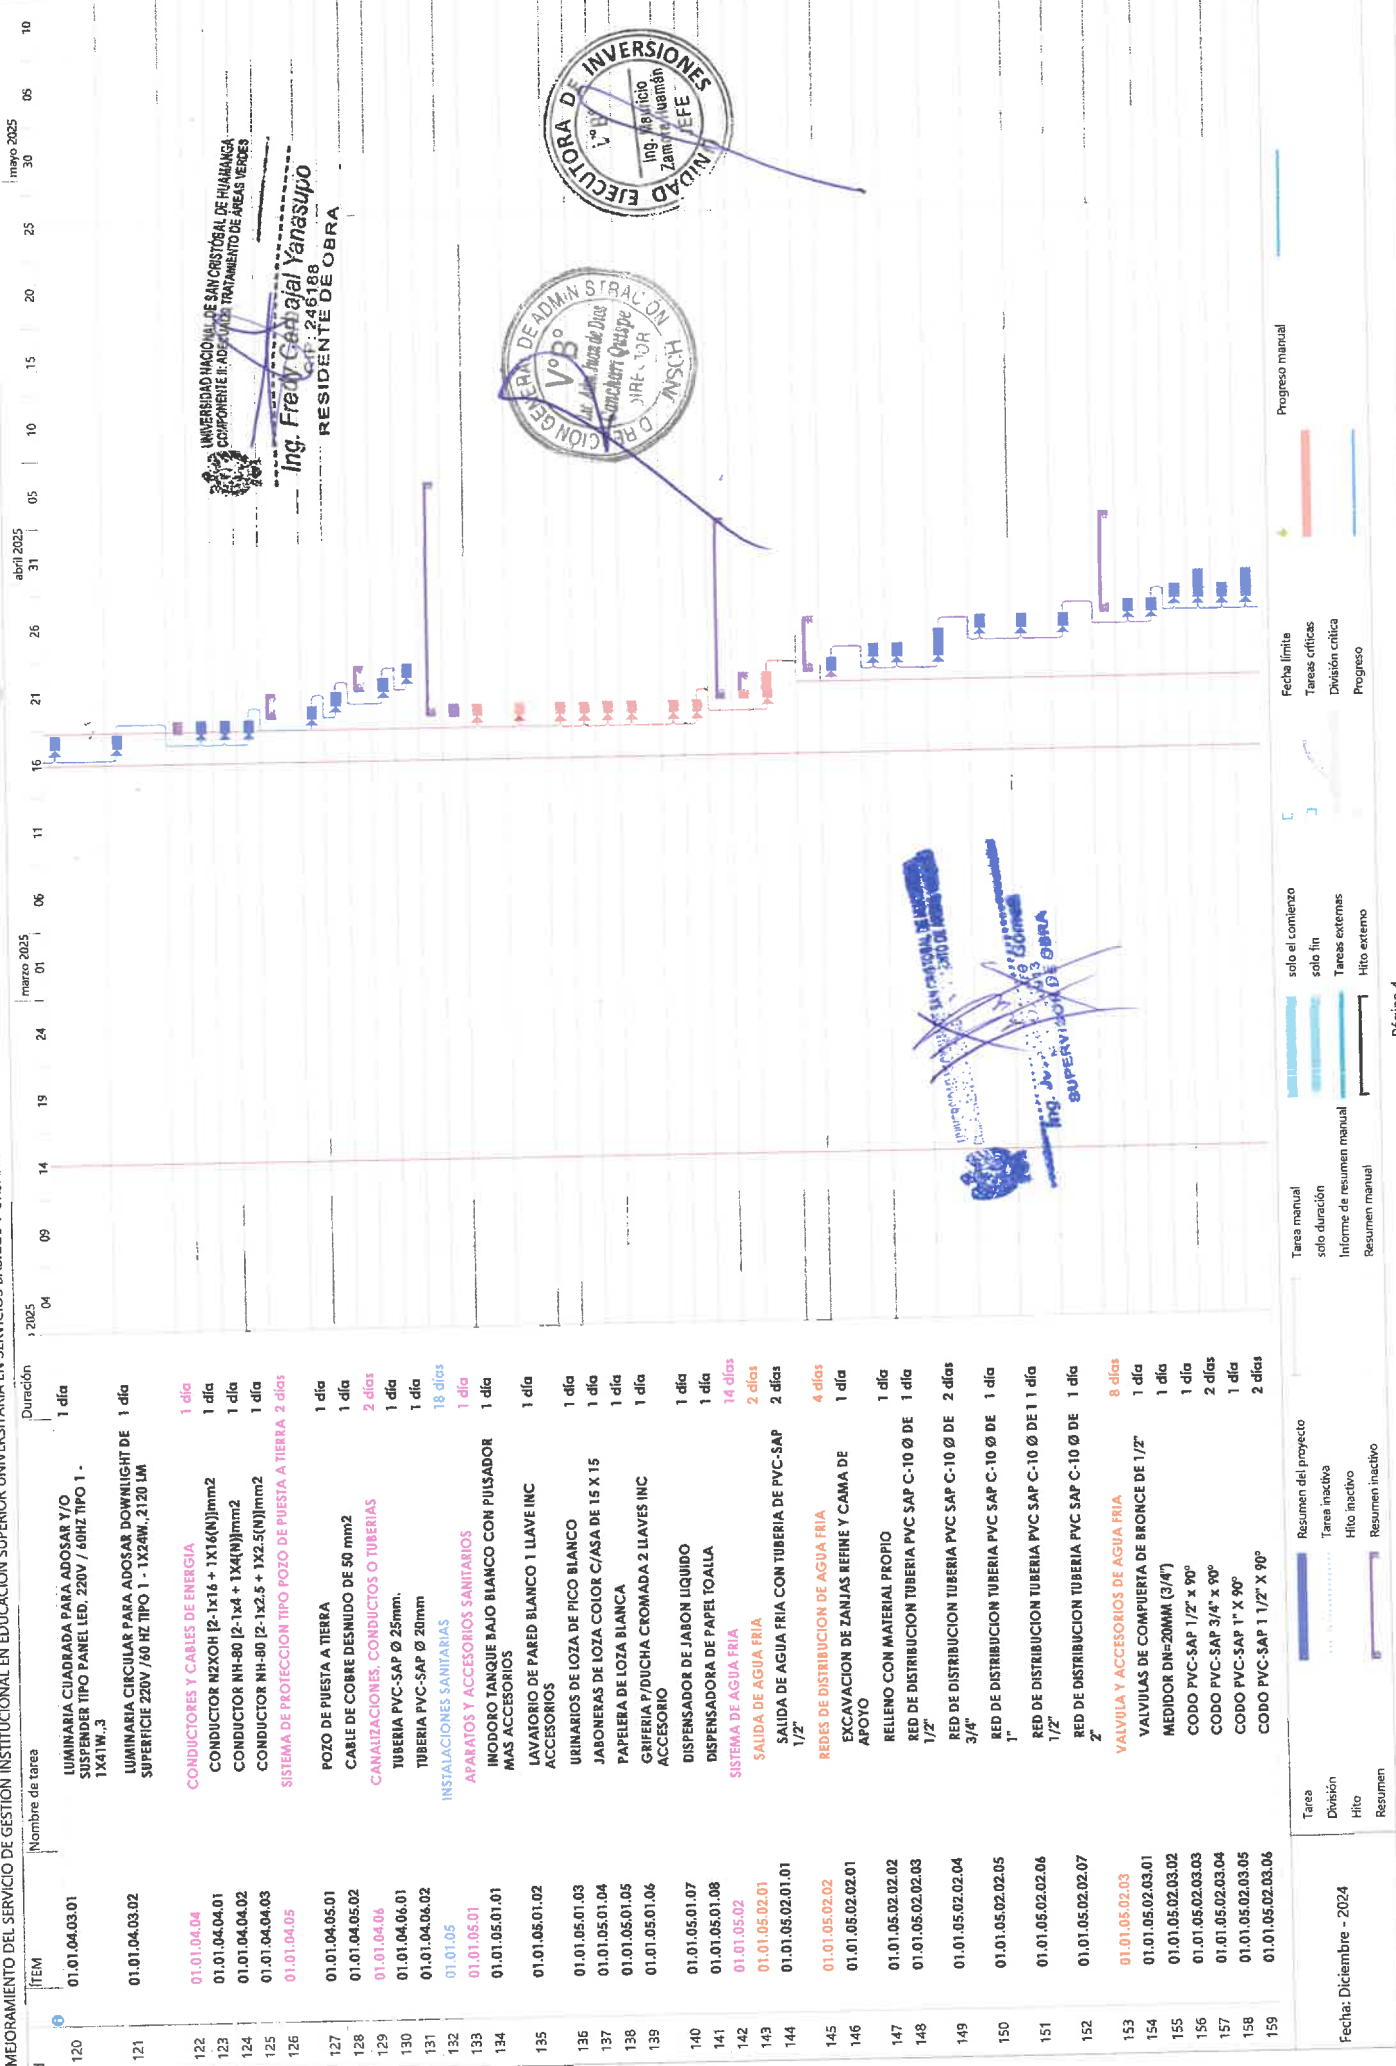 MEJORAMIENTO DEL SERVICIO DE GESTION INSTITUCIONAL EN EDUCACION SUPERIOR UNIVERSITARIA EN SERVICIOS
ÍTEM Nombre de tarea Duración
2025 marzo 2025 abril 2025 mayo 2025
04 09 14 19 24 01 06 11 16 21 26 31 05 10 15 20 25 30 05 10
120 01.01.04.03.01 LUMINARIA CUADRADA PARA ADOSAR Y/O 1 día
SUSPENDER TIPO PANEL LED, 220V / 60HZ TIPO 1 -
1X41W.,3
121 01.01.04.03.02 LUMINARIA CIRCULAR PARA ADOSAR DOWNLIGHT DE 1 día
SUPERFICIE 220V /60 HZ TIPO 1 - 1X24W.,2120 LM
122 01.01.04.04 CONDUCTORES Y CABLES DE ENERGIA 1 día
123 01.01.04.04.01 CONDUCTOR N2XOH [2-1x16 + 1X16(N)]mm2 1 día
124 01.01.04.04.02 CONDUCTOR NH-80 [2-1x4 + 1X4(N)]mm2 1 día
125 01.01.04.04.03 CONDUCTOR NH-80 [2-1x2.5 + 1X2.5(N)]mm2 1 día
126 01.01.04.05 SISTEMA DE PROTECCION TIPO POZO DE PUESTA A TIERRA 2 días
127 01.01.04.05.01 POZO DE PUESTA A TIERRA 1 día
128 01.01.04.05.02 CABLE DE COBRE DESNUDO DE 50 mm2 1 día
129 01.01.04.06 CANALIZACIONES, CONDUCTOS O TUBERIAS 2 días
130 01.01.04.06.01 TUBERIA PVC-SAP Ø 25mm. 1 día
131 01.01.04.06.02 TUBERIA PVC-SAP Ø 20mm 1 día
132 01.01.05 INSTALACIONES SANITARIAS 18 días
133 01.01.05.01 APARATOS Y ACCESORIOS SANITARIOS 1 día
134 01.01.05.01.01 INODORO TANQUE BAJO BLANCO CON PULSADOR 1 día
MAS ACCESORIOS
135 01.01.05.01.02 LAVATORIO DE PARED BLANCO 1 LLAVE INC 1 día
ACCESORIOS
136 01.01.05.01.03 URINARIOS DE LOZA DE PICO BLANCO 1 día
137 01.01.05.01.04 JABONERAS DE LOZA COLOR C/ASA DE 15 X 15 1 día
138 01.01.05.01.05 PAPELERA DE LOZA BLANCA 1 día
139 01.01.05.01.06 GRIFERIA P/DUCHA CROMADA 2 LLAVES INC 1 día
ACCESORIO
140 01.01.05.01.07 DISPENSADOR DE JABON LIQUIDO 1 día
141 01.01.05.01.08 DISPENSADORA DE PAPEL TOALA 1 día
142 01.01.05.02 SISTEMA DE AGUA FRIA 14 días
143 01.01.05.02.01 SALIDA DE AGUA FRIA 2 días
144 01.01.05.02.01.01 SALIDA DE AGUA FRIA CON TUBERIA DE PVC-SAP 2 días
1/2"
145 01.01.05.02.02 REDES DE DISTRIBUCION DE AGUA FRIA 4 días
146 01.01.05.02.02.01 EXCAVACION DE ZANJAS REFINE Y CAMA DE 1 día
APOYO
147 01.01.05.02.02.02 RELLENO CON MATERIAL PROPIO 1 día
148 01.01.05.02.02.03 RED DE DISTRIBUTION TUBERIA PVC SAP C-10 Ø DE 1 día
1/2"
149 01.01.05.02.02.04 RED DE DISTRIBUTION TUBERIA PVC SAP C-10 Ø DE 2 días
3/4"
150 01.01.05.02.02.05 RED DE DISTRIBUTION TUBERIA PVC SAP C-10 Ø DE 1 día
1"
151 01.01.05.02.02.06 RED DE DISTRIBUTION TUBERIA PVC SAP C-10 Ø DE 1 1 día
1/2"
152 01.01.05.02.02.07 RED DE DISTRIBUTION TUBERIA PVC SAP C-10 Ø DE 1 día
2"
153 01.01.05.02.03 VALVULA Y ACCESORIOS DE AGUA FRIA 8 días
154 01.01.05.02.03.01 VALVULAS DE COMPUERTA DE BRONCE DE 1/2" 1 día
155 01.01.05.02.03.02 MEDIDOR DN=20MM (3/4") 1 día
156 01.01.05.02.03.03 CODO PVC-SAP 1/2" x 90º 1 día
157 01.01.05.02.03.04 CODO PVC-SAP 3/4" x 90º 2 días
158 01.01.05.02.03.05 CODO PVC-SAP 1" X 90º 1 día
159 01.01.05.02.03.06 CODO PVC-SAP 1 1/2" X 90º 2 días
UNIVERSIDAD NACIONAL DE SAN CRISTÓBAL DE HUAMANGA
COMPONENTE II: ADECUADO TRATAMIENTO DE ÁREAS VERDES
Ing. Fredy Carbajal Yanasupo
CIP: 246188
RESIDENTE DE OBRA
DIRECCIÓN GENERAL DE ADMINISTRACIÓN
VºBº
Lic. Adm. Juan de Dios
Canchari Quispe
DIRECTOR
UNSCH
UNIDAD EJECUTORA DE INVERSIONES
VºBº
Ing. Mauricio
Zamora Huamán
JEFE
SAN CRISTOBAL DE
Ing.
Gómez
SUPERVISOR DE OBRA
Fecha: Diciembre - 2024
Tarea
División
Hito
Resumen
Resumen del proyecto
Tarea inactiva
Hito inactivo
Resumen inactivo
Tarea manual
solo duración
Informe de resumen manual
Resumen manual
solo el comienzo
solo fin
Tareas externas
Hito externo
Fecha límite
Tareas críticas
División crítica
Progreso
Progreso manual
Página 4